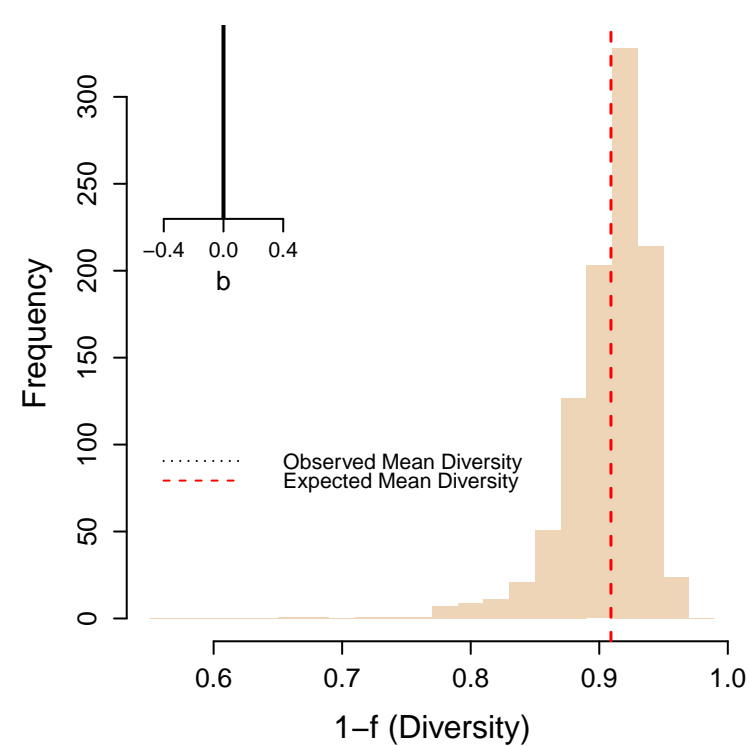 300
250
200
150
100
50
0
Frequency
−0.4 0.0 0.4
b
Observed Mean Diversity
Expected Mean Diversity
0.6 0.7 0.8 0.9 1.0
1−f (Diversity)